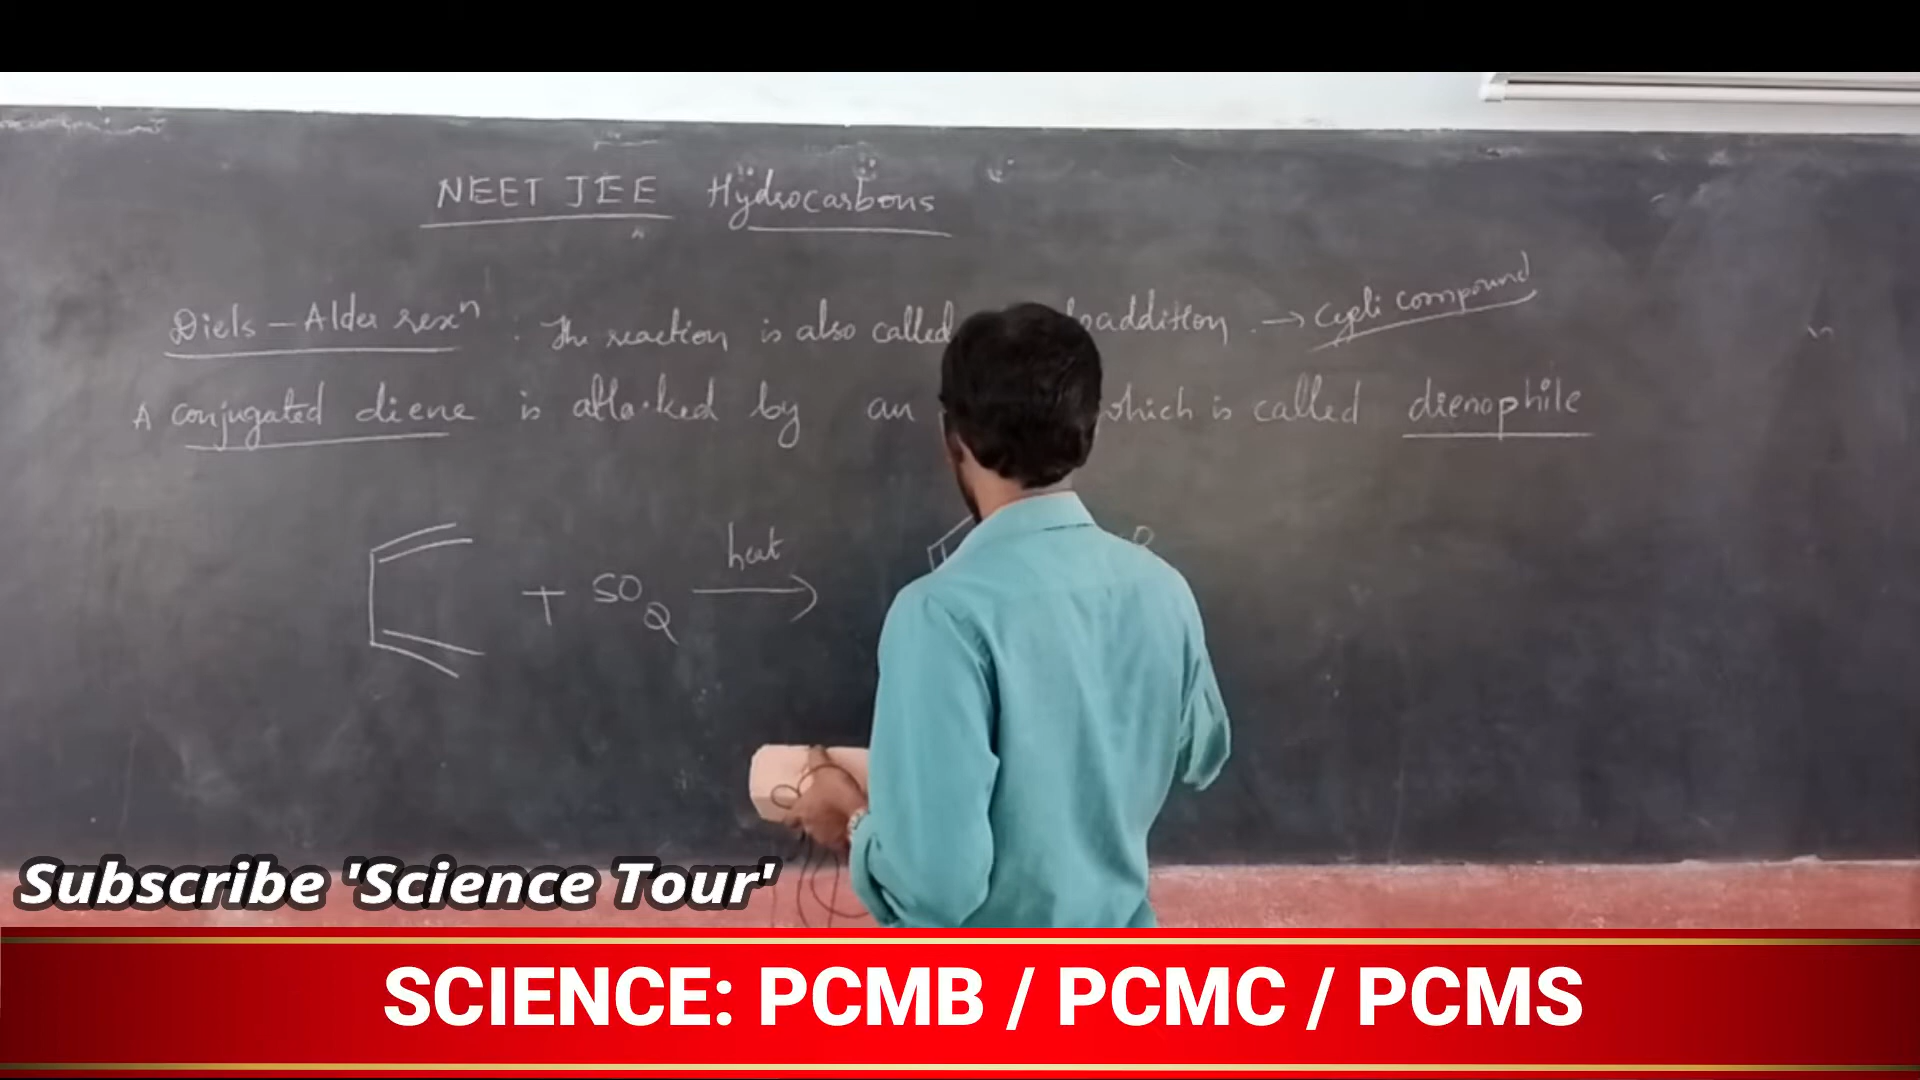 NEET JEE Hydrocarbons
Diels - Alder rexn : The reaction is also called addition . → Cycli compound
A conjugated diene is attacked by an which is called dienophile
+ SO2 heat →
Subscribe 'Science Tour'
SCIENCE: PCMB / PCMC / PCMS